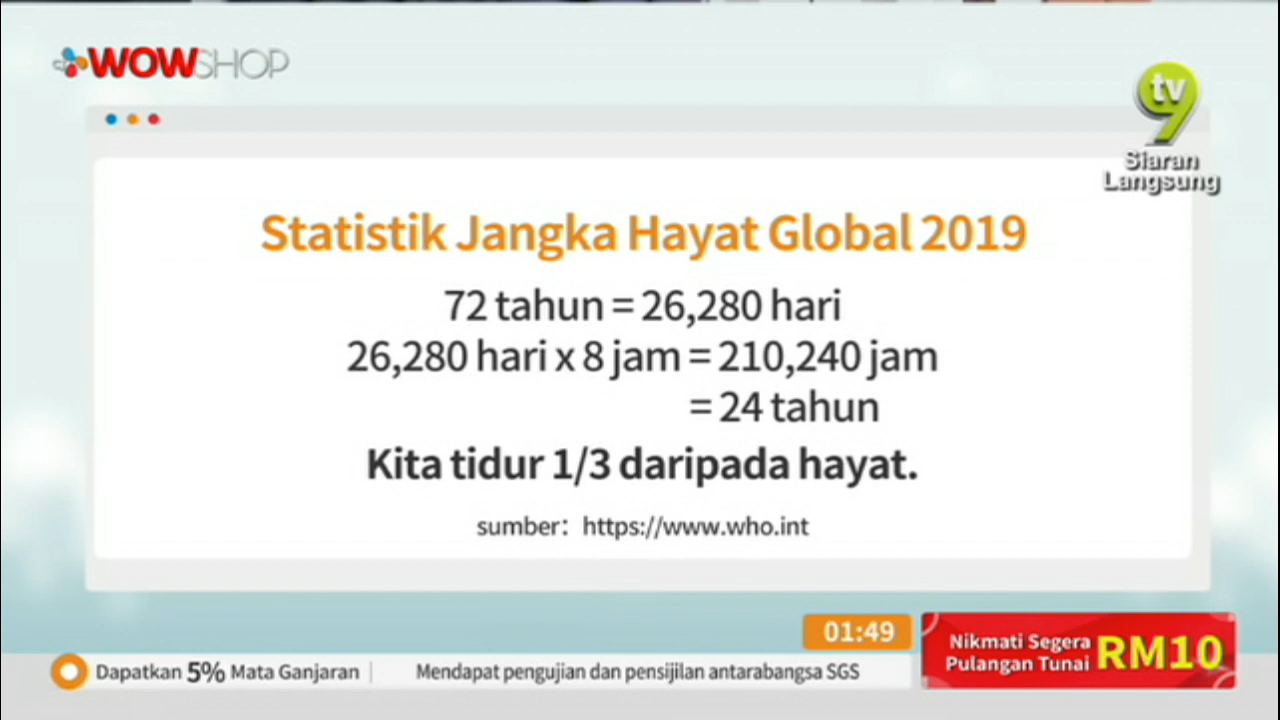 WOWSHOP
tv9
Siaran
Langsung
Statistik Jangka Hayat Global 2019
72 tahun = 26,280 hari
26,280 hari x 8 jam = 210,240 jam
= 24 tahun
Kita tidur 1/3 daripada hayat.
sumber: https://www.who.int
01:49
Nikmati Segera
Pulangan Tunai RM10
Dapatkan 5% Mata Ganjaran | Mendapat pengujian dan pensijilan antarabangsa SGS